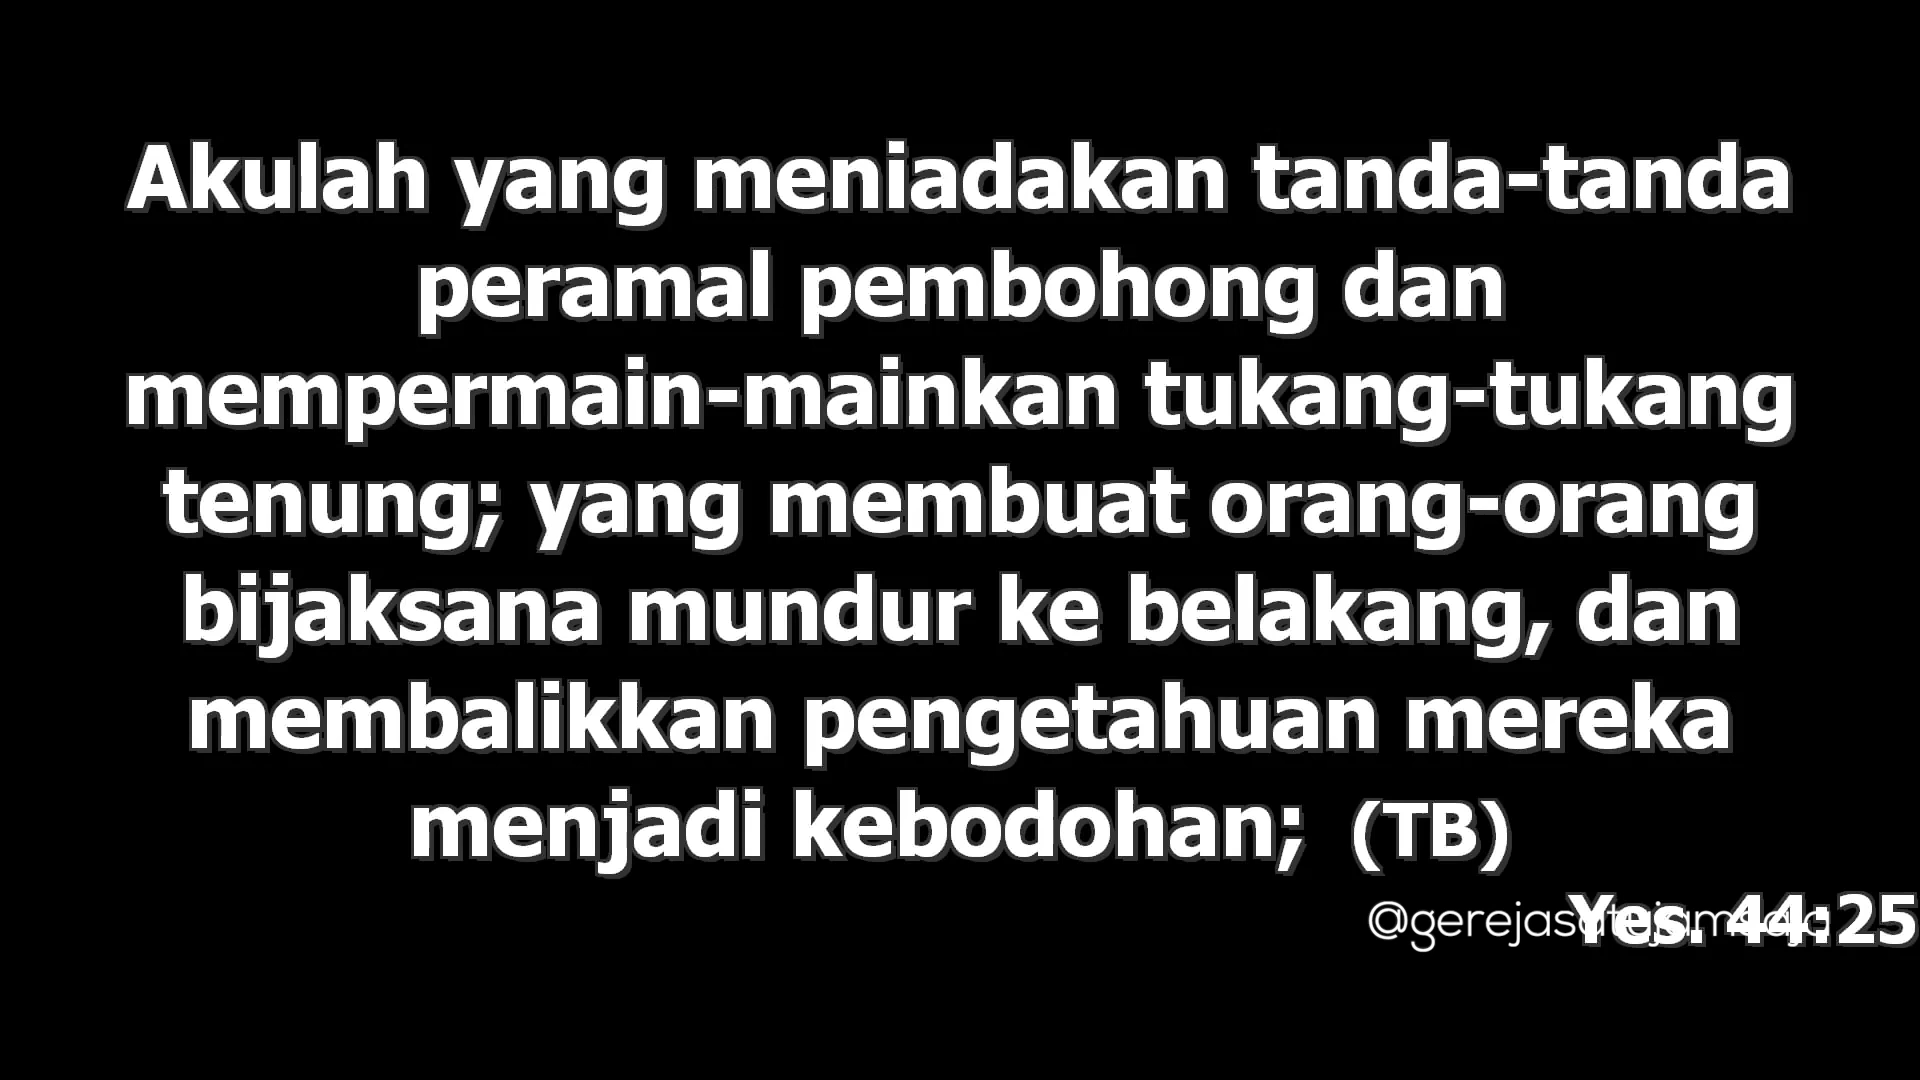 Akulah yang meniadakan tanda-tanda
peramal pembohong dan
mempermain-mainkan tukang-tukang
tenung; yang membuat orang-orang
bijaksana mundur ke belakang, dan
membalikkan pengetahuan mereka
menjadi kebodohan; (TB)
@gerejasatujamsaja Yes. 44:25